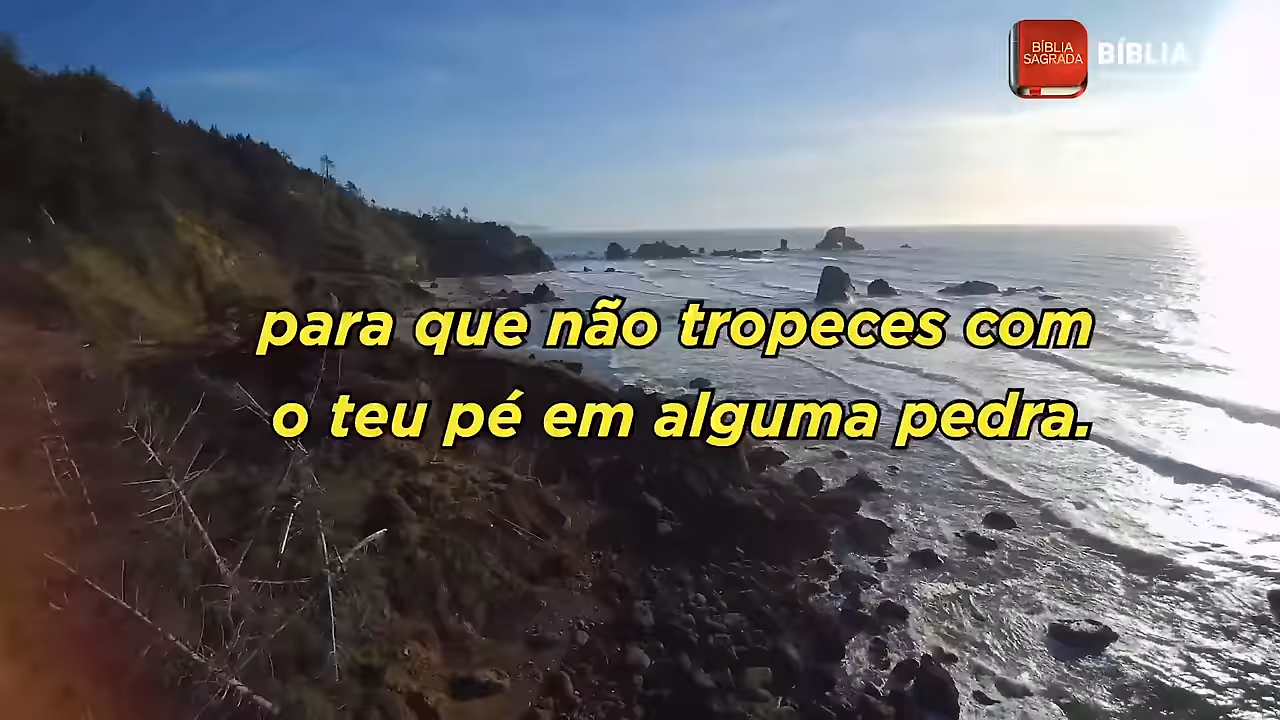 BÍBLIA
SAGRADA
BÍBLIA
para que não tropeces com
o teu pé em alguma pedra.